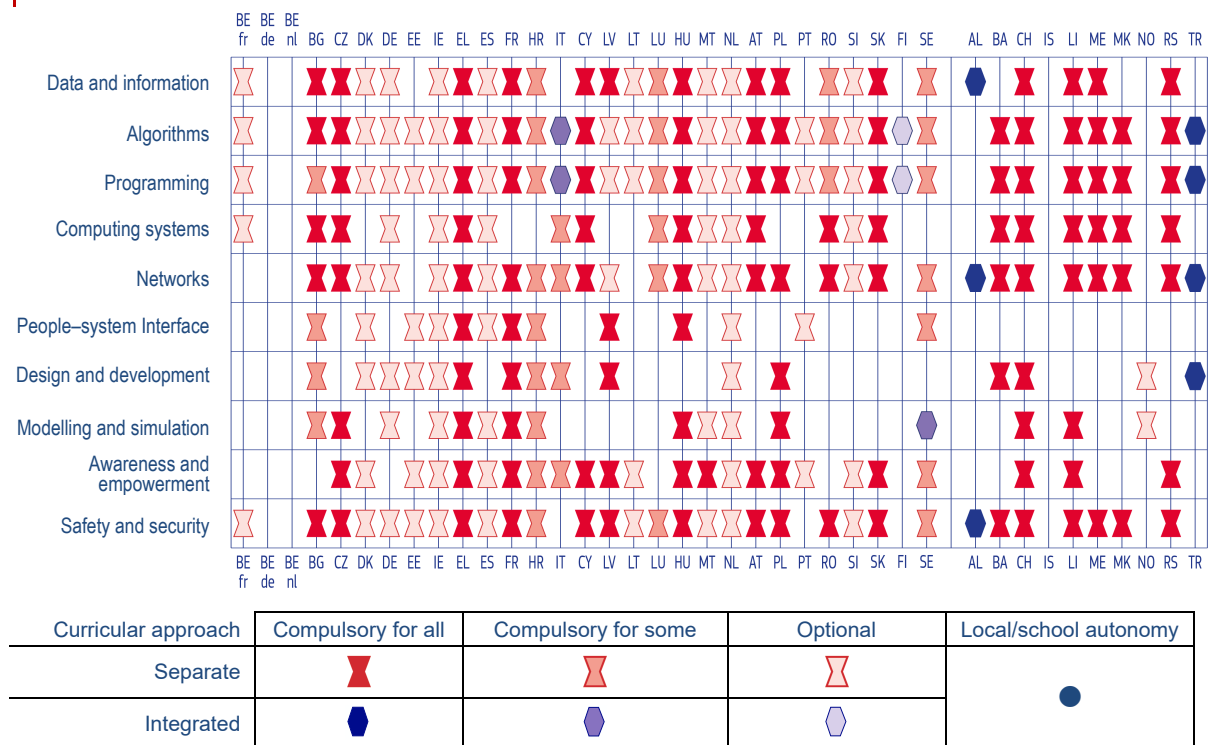 BE BE BE
fr de nl BG CZ DK DE EE IE EL ES FR HR IT CY LV LT LU HU MT NL AT PL PT RO SI SK FI SE AL BA CH IS LI ME MK NO RS TR
Data and information
Algorithms
Programming
Computing systems
Networks
People–system Interface
Design and development
Modelling and simulation
Awareness and
empowerment
Safety and security
BE BE BE BG CZ DK DE EE IE EL ES FR HR IT CY LV LT LU HU MT NL AT PL PT RO SI SK FI SE AL BA CH IS LI ME MK NO RS TR
fr de nl
Curricular approach Compulsory for all Compulsory for some Optional Local/school autonomy
Separate
Integrated